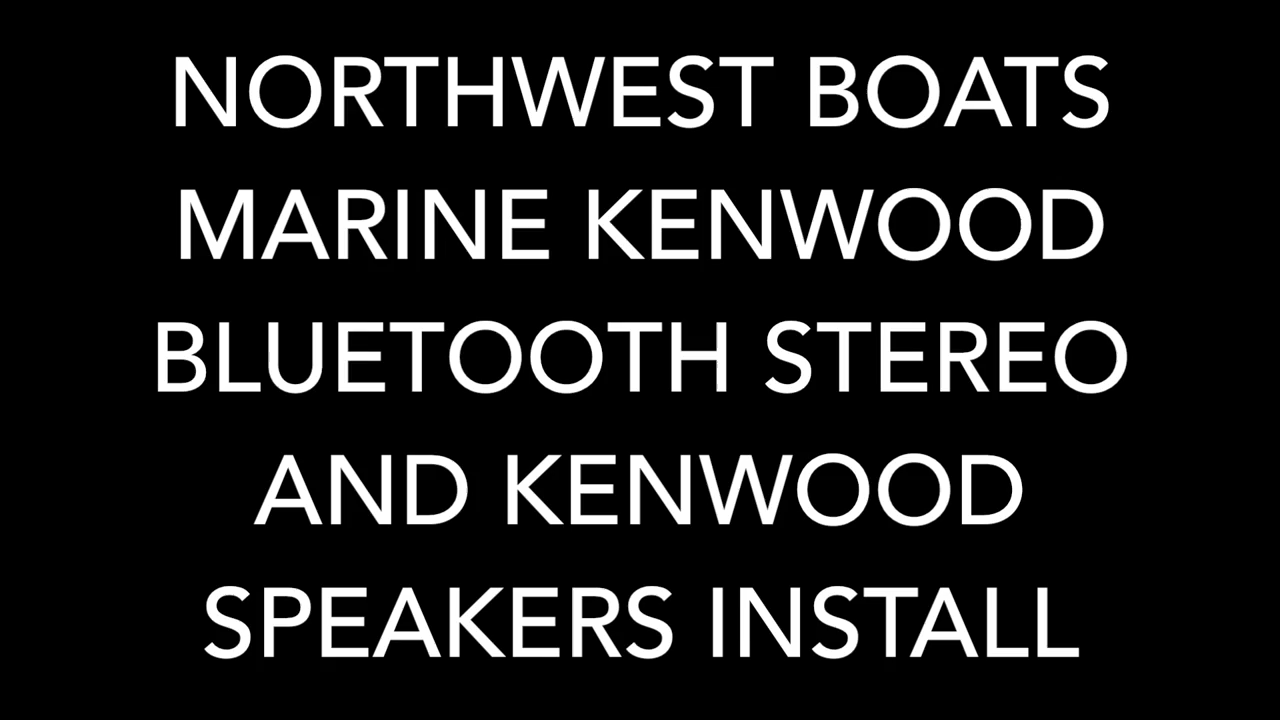 NORTHWEST BOATS
MARINE KENWOOD
BLUETOOTH STEREO
AND KENWOOD
SPEAKERS INSTALL